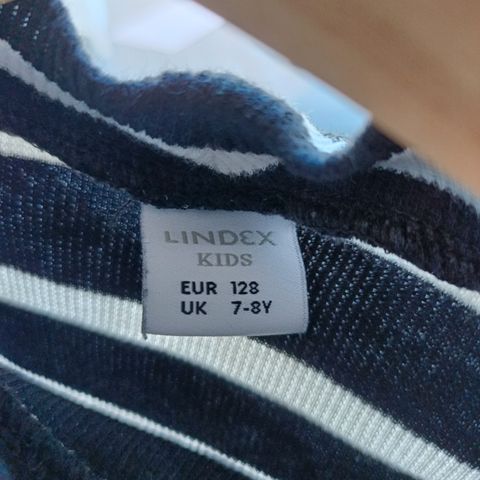 LINDEX
KIDS
EUR 128
UK 7-8Y